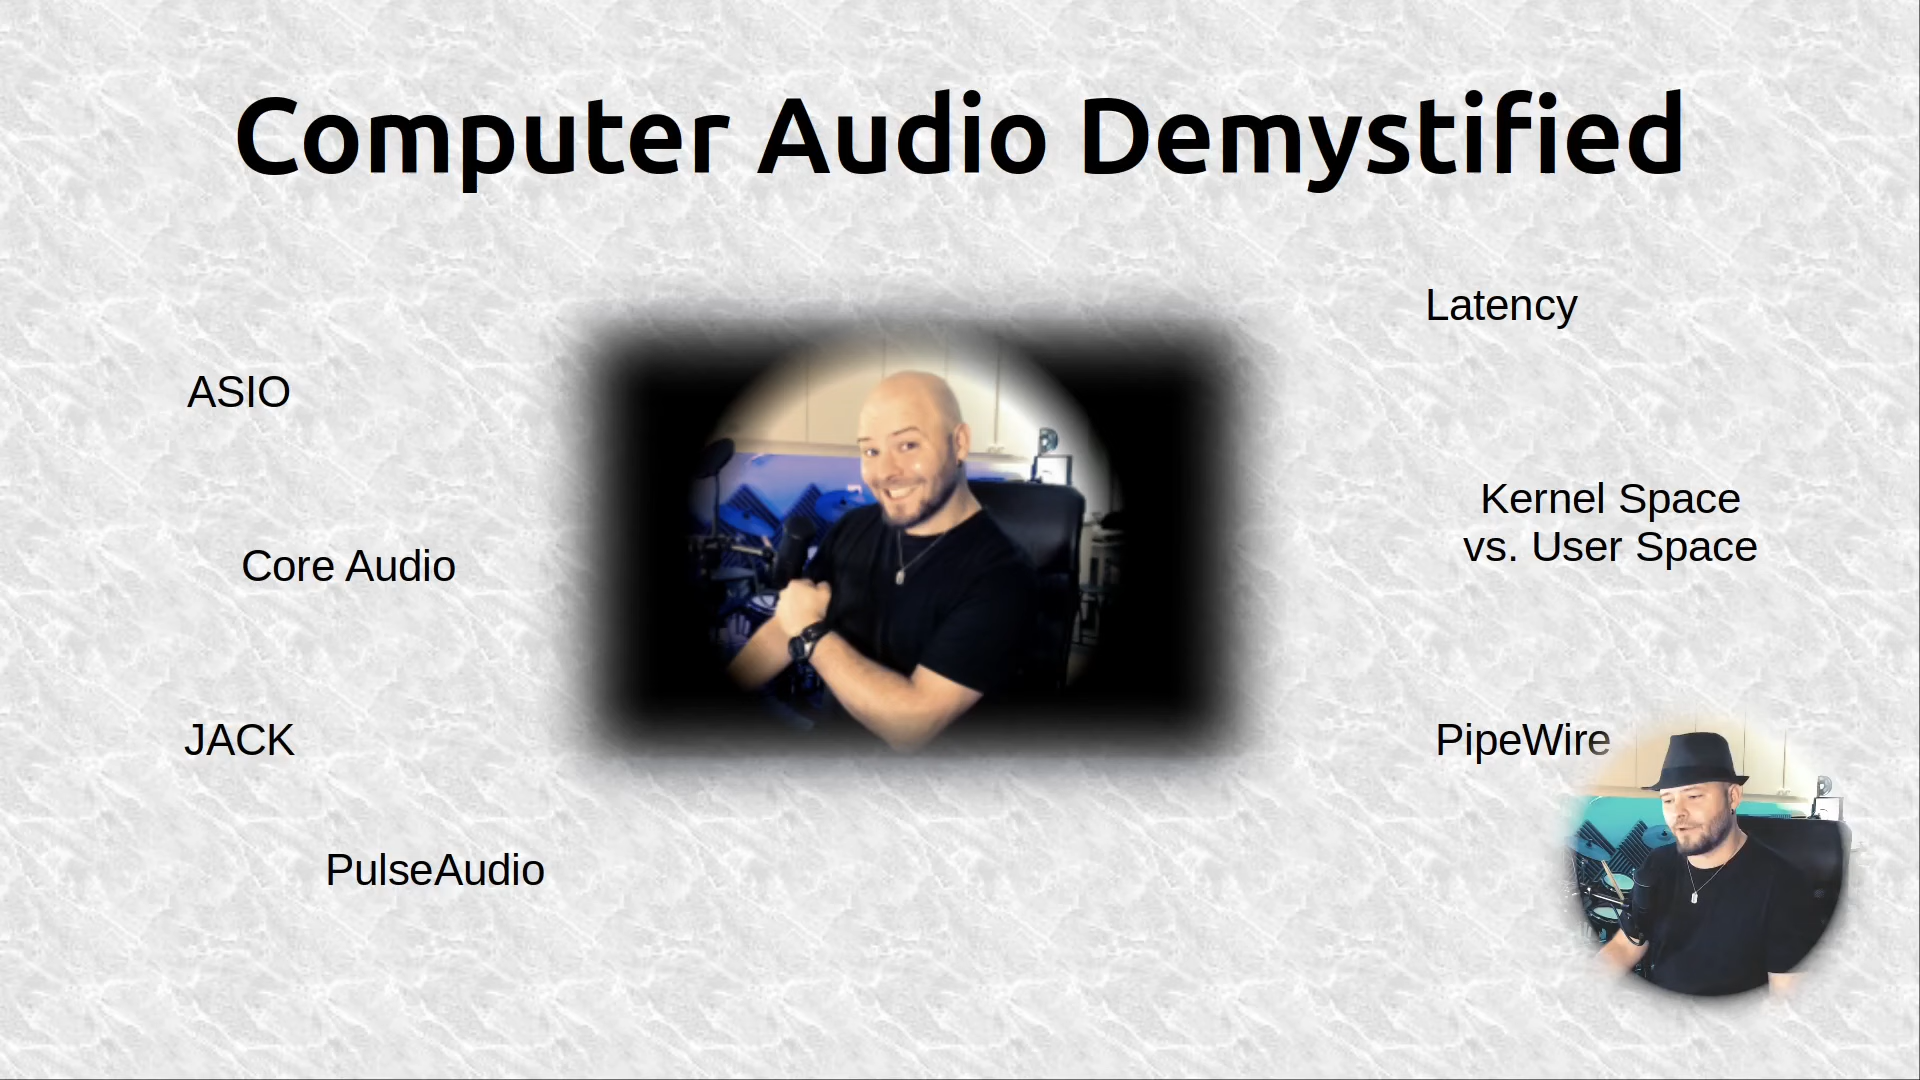 Computer Audio Demystified
Latency
ASIO
Kernel Space
vs. User Space
Core Audio
JACK
PipeWire
PulseAudio